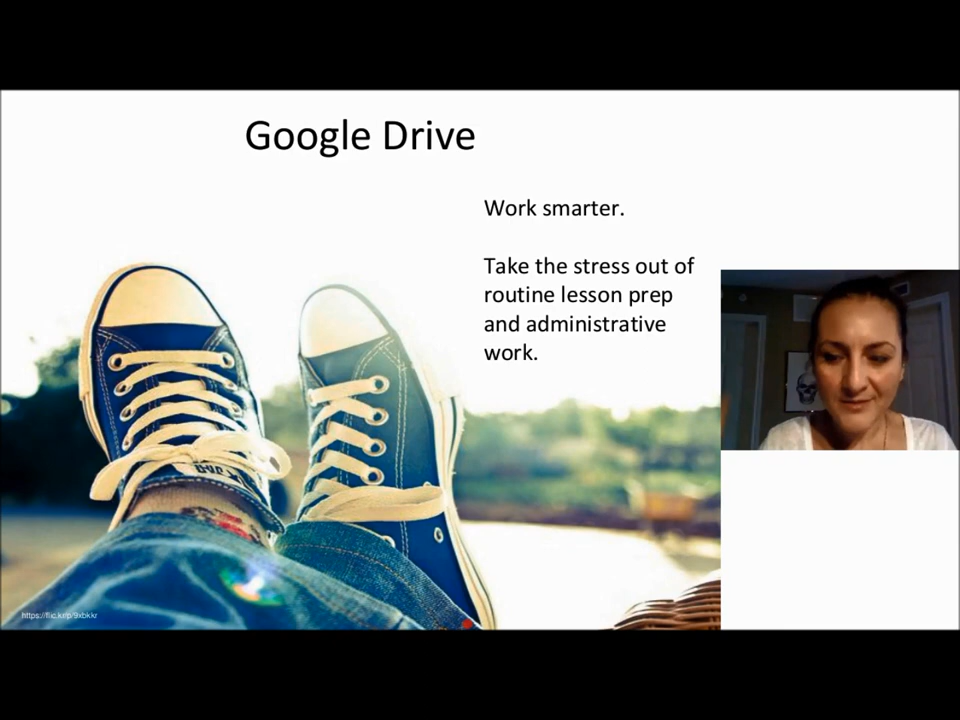 Google Drive
Work smarter.
Take the stress out of
routine lesson prep
and administrative
work.